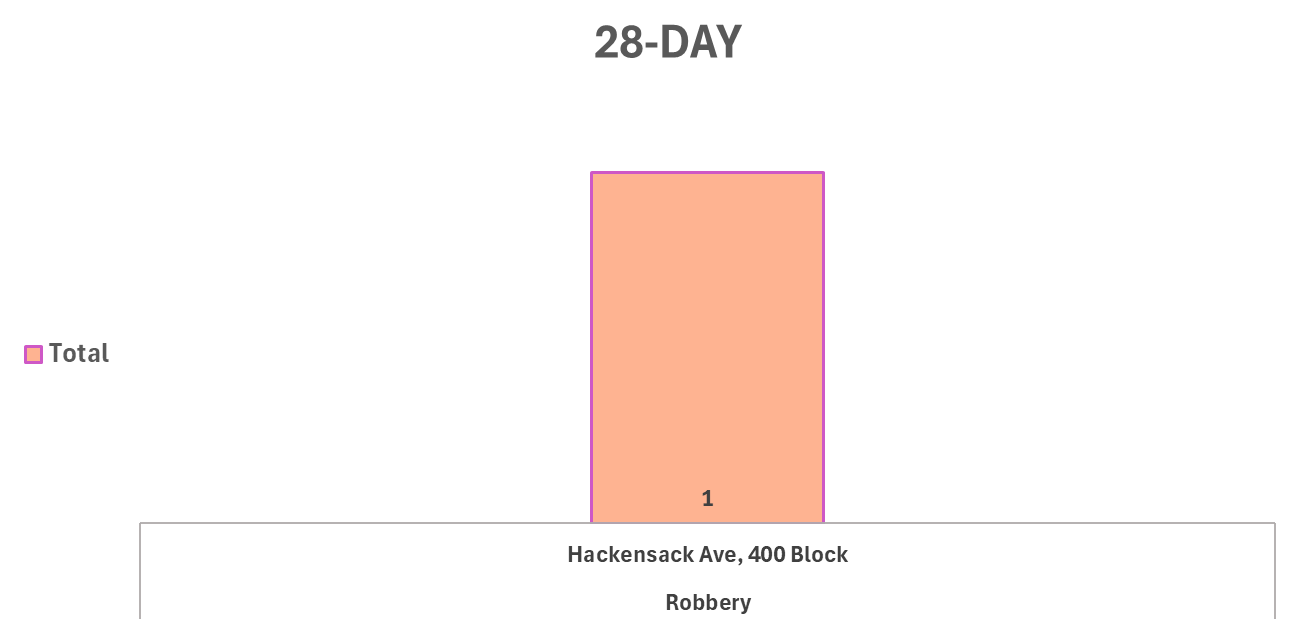 28-DAY
Total
1
Hackensack Ave, 400 Block
Robbery